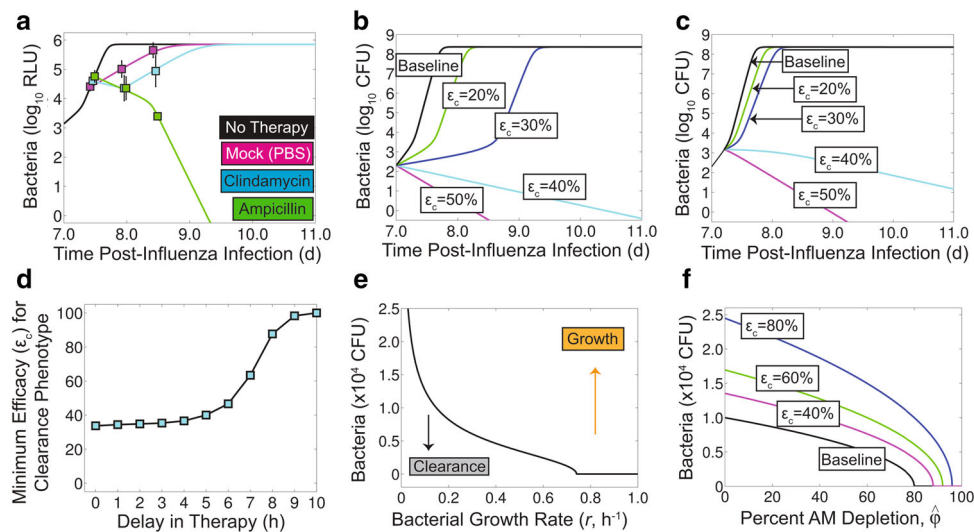 a
Bacteria (log10 RLU)
6
5
4
3
2
1
0
No Therapy
Mock (PBS)
Clindamycin
Ampicillin
7.0 8.0 9.0 10.0 11.0
Time Post-Influenza Infection (d)
b
Bacteria (log10 CFU)
9
8
7
6
5
4
3
2
1
0
Baseline
εc=20%
εc=30%
εc=40%
εc=50%
7.0 8.0 9.0 10.0 11.0
Time Post-Influenza Infection (d)
c
Bacteria (log10 CFU)
9
8
7
6
5
4
3
2
1
0
Baseline
εc=20%
εc=30%
εc=40%
εc=50%
7.0 8.0 9.0 10.0 11.0
Time Post-Influenza Infection (d)
d
Minimum Efficacy (εc) for
Clearance Phenotype
100
80
60
40
20
0
0 1 2 3 4 5 6 7 8 9 10
Delay in Therapy (h)
e
Bacteria (x10⁴ CFU)
2.5
2.0
1.5
1.0
0.5
0
Growth
Clearance
0 0.2 0.4 0.6 0.8 1.0
Bacterial Growth Rate (r, h⁻¹)
f
Bacteria (x10⁴ CFU)
2.5
2.0
1.5
1.0
0.5
0
εc=80%
εc=60%
εc=40%
Baseline
0 20 40 60 80 100
Percent AM Depletion, φ̂